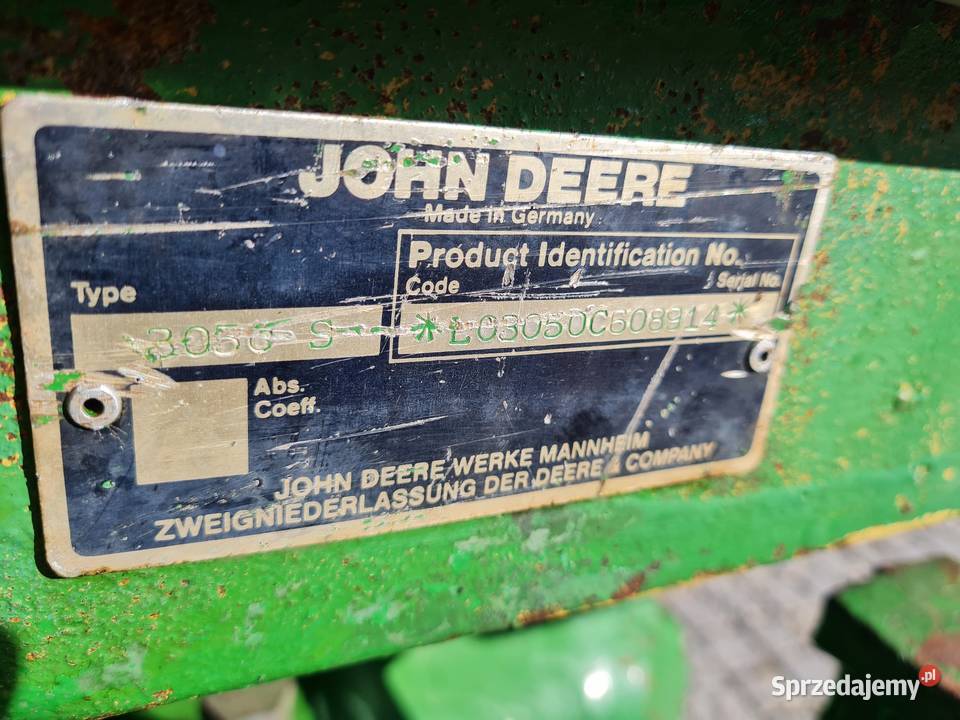 JOHN DEERE
Made in Germany
Product Identification No.
Type
Code
Serial No.
3050 S
*L03050C608914*
Abs.
Coeff.
JOHN DEERE WERKE MANNHEIM
ZWEIGNIEDERLASSUNG DER DEERE & COMPANY
Sprzedajemy.pl